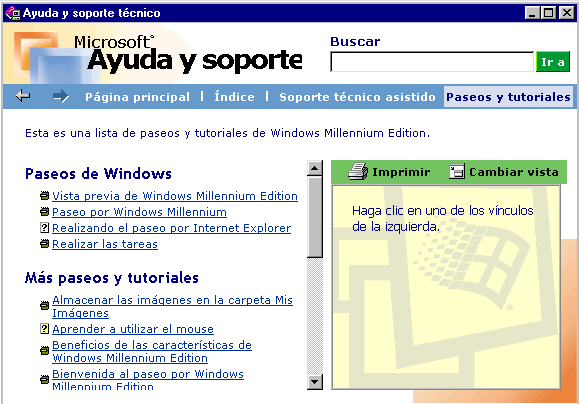 Ayuda y soporte técnico
Microsoft®
Ayuda y soporte
Buscar
Ir a
Página principal | Índice | Soporte técnico asistido Paseos y tutoriales
Esta es una lista de paseos y tutoriales de Windows Millennium Edition.
Paseos de Windows
Vista previa de Windows Millennium Edition
Paseo por Windows Millennium
Realizando el paseo por Internet Explorer
Realizar las tareas
Más paseos y tutoriales
Almacenar las imágenes en la carpeta Mis
Imágenes
Aprender a utilizar el mouse
Beneficios de las características de
Windows Millennium Edition
Bienvenida al paseo por Windows
Millennium Edition
Imprimir Cambiar vista
Haga clic en uno de los vínculos
de la izquierda.